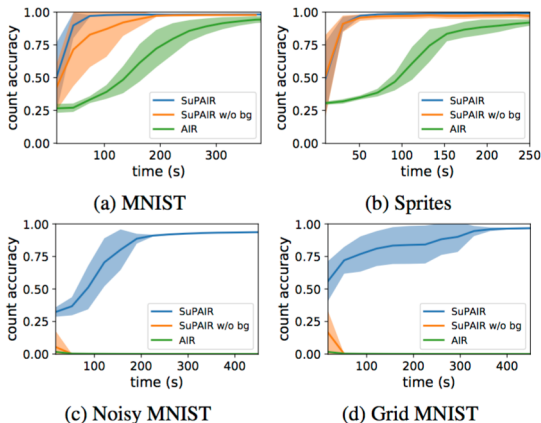 count accuracy
1.00
0.75
0.50
0.25
0.00
SuPAIR
SuPAIR w/o bg
AIR
100 200 300
time (s)
(a) MNIST
count accuracy
1.00
0.75
0.50
0.25
0.00
SuPAIR
SuPAIR w/o bg
AIR
50 100 150 200 250
time (s)
(b) Sprites
count accuracy
1.00
0.75
0.50
0.25
0.00
SuPAIR
SuPAIR w/o bg
AIR
100 200 300 400
time (s)
(c) Noisy MNIST
count accuracy
1.00
0.75
0.50
0.25
0.00
SuPAIR
SuPAIR w/o bg
AIR
100 200 300 400
time (s)
(d) Grid MNIST